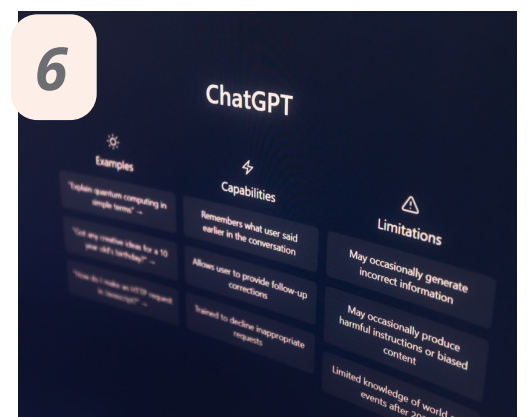 6
ChatGPT
Examples
"Explain quantum computing in
simple terms" →
"Got any creative ideas for a 10
year old's birthday?" →
"How do I make an HTTP request
in Javascript?" →
Capabilities
Remembers what user said
earlier in the conversation
Allows user to provide follow-up
corrections
Trained to decline inappropriate
requests
Limitations
May occasionally generate
incorrect information
May occasionally produce
harmful instructions or biased
content
Limited knowledge of world
events after